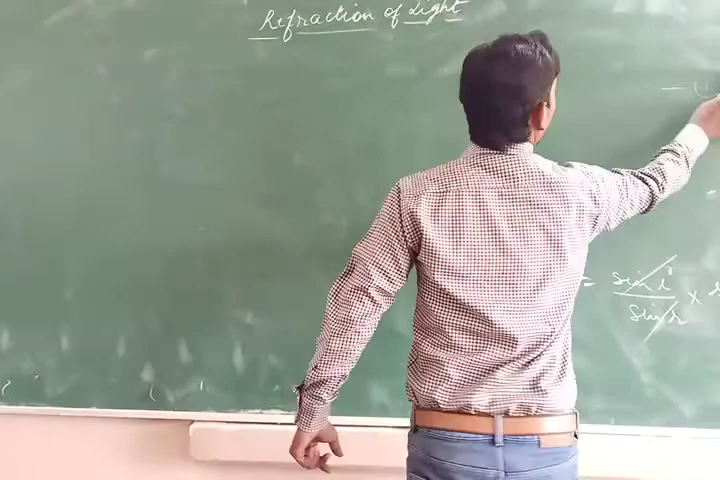 Refraction of Light
= sin i
sin r ×